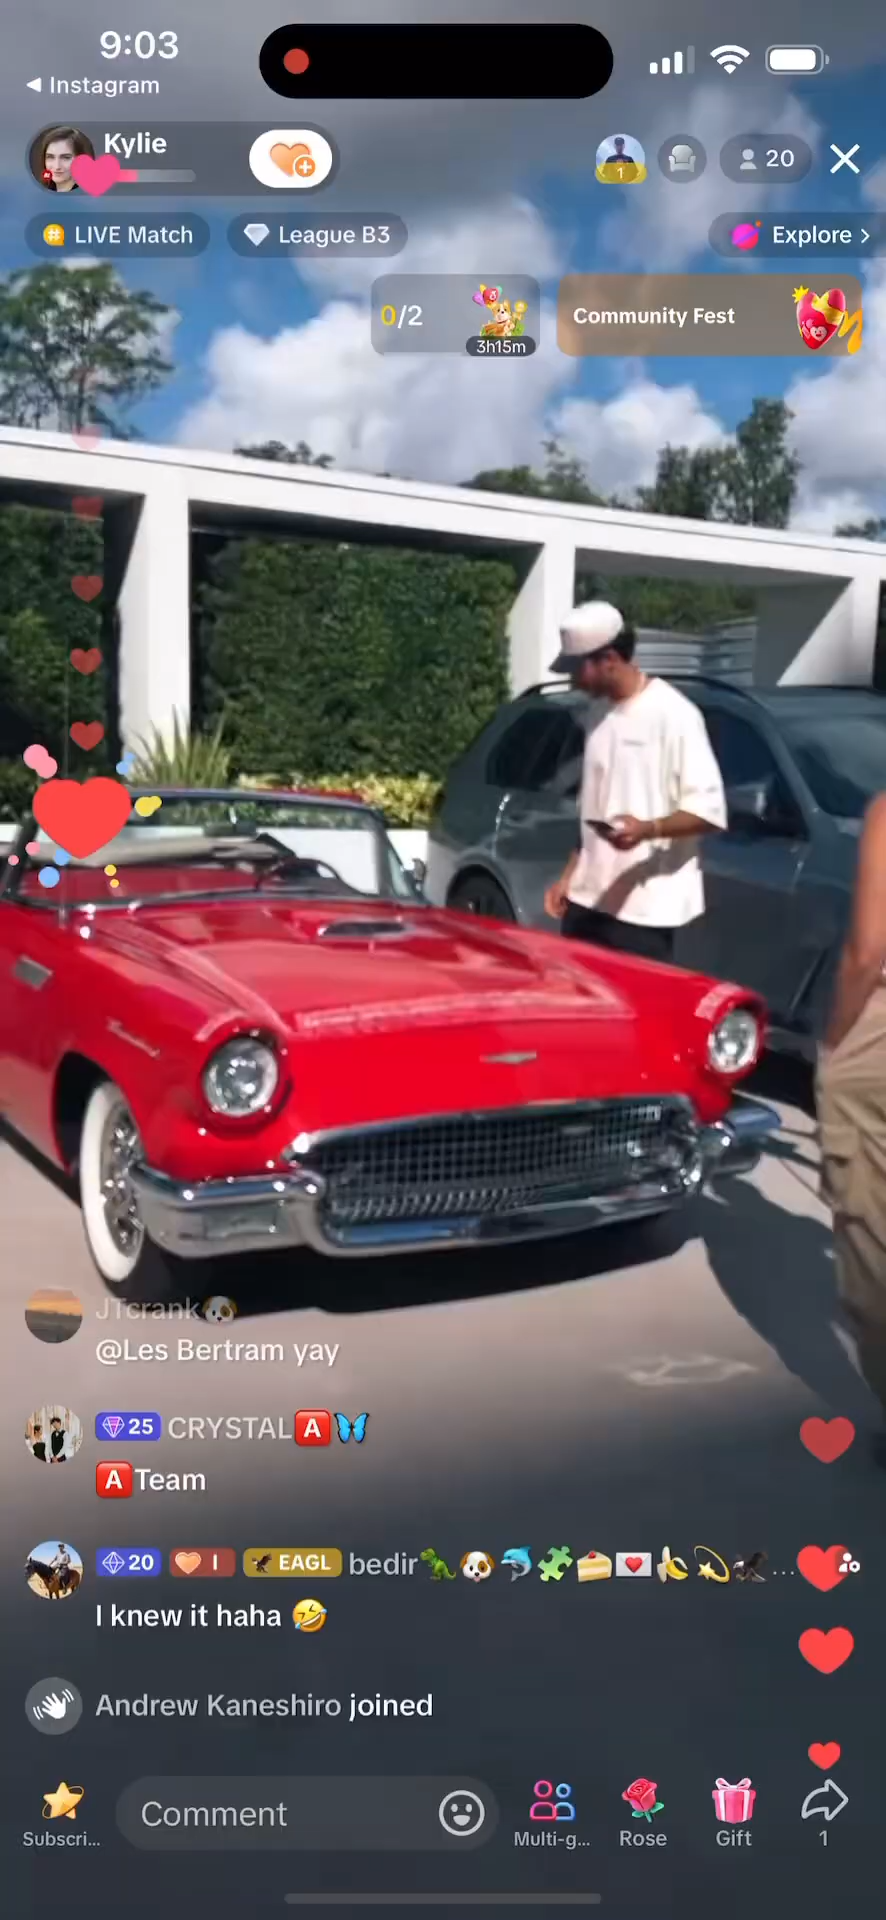 9:03
Instagram
Kylie
1
20
LIVE Match
League B3
Explore >
0/2
3h15m
Community Fest
JTcrank
@Les Bertram yay
25 CRYSTAL A
A Team
20 I EAGL bedir ...
I knew it haha
Andrew Kaneshiro joined
Comment
Subscri...
Multi-g...
Rose
Gift
1